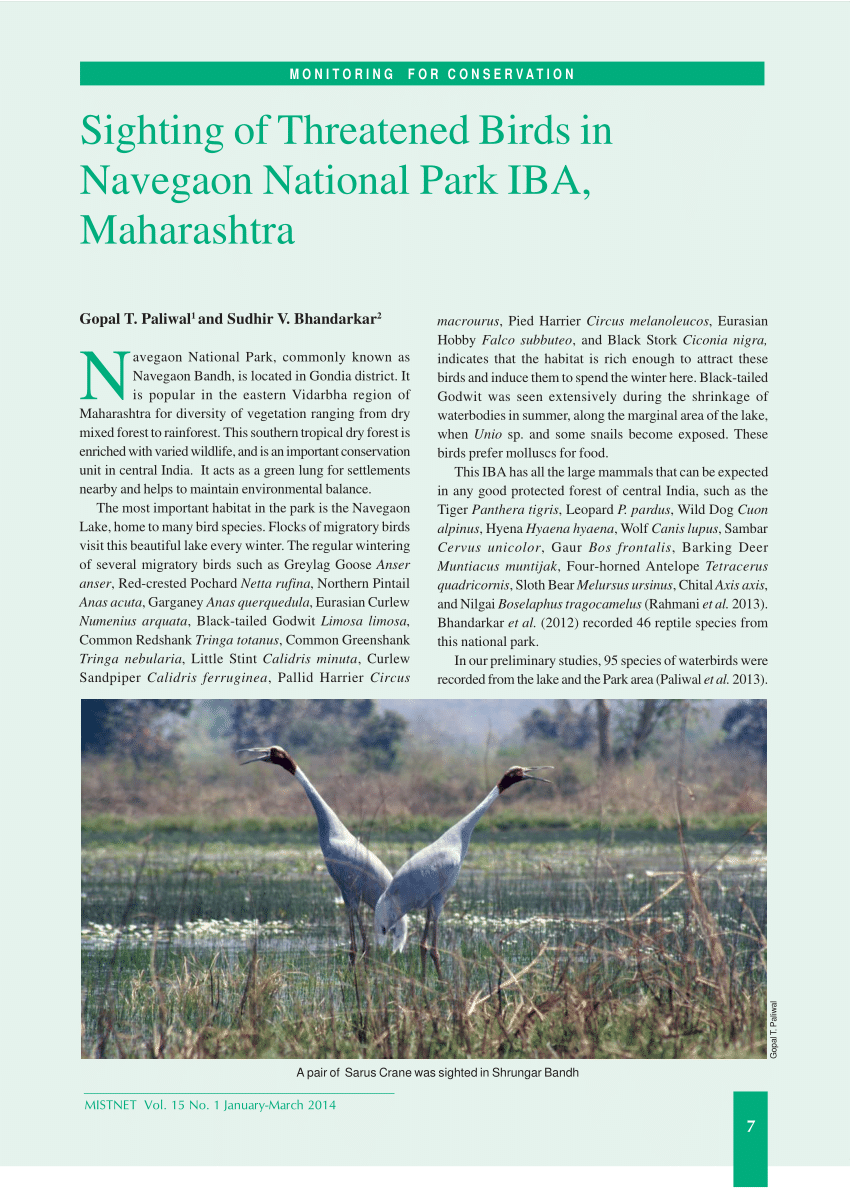 MONITORING FOR CONSERVATION
Sighting of Threatened Birds in
Navegaon National Park IBA,
Maharashtra
Gopal T. Paliwal1 and Sudhir V. Bhandarkar2
Navegaon National Park, commonly known as
Navegaon Bandh, is located in Gondia district. It
is popular in the eastern Vidarbha region of
Maharashtra for diversity of vegetation ranging from dry
mixed forest to rainforest. This southern tropical dry forest is
enriched with varied wildlife, and is an important conservation
unit in central India. It acts as a green lung for settlements
nearby and helps to maintain environmental balance.
The most important habitat in the park is the Navegaon
Lake, home to many bird species. Flocks of migratory birds
visit this beautiful lake every winter. The regular wintering
of several migratory birds such as Greylag Goose Anser
anser, Red-crested Pochard Netta rufina, Northern Pintail
Anas acuta, Garganey Anas querquedula, Eurasian Curlew
Numenius arquata, Black-tailed Godwit Limosa limosa,
Common Redshank Tringa totanus, Common Greenshank
Tringa nebularia, Little Stint Calidris minuta, Curlew
Sandpiper Calidris ferruginea, Pallid Harrier Circus
macrourus, Pied Harrier Circus melanoleucos, Eurasian
Hobby Falco subbuteo, and Black Stork Ciconia nigra,
indicates that the habitat is rich enough to attract these
birds and induce them to spend the winter here. Black-tailed
Godwit was seen extensively during the shrinkage of
waterbodies in summer, along the marginal area of the lake,
when Unio sp. and some snails become exposed. These
birds prefer molluscs for food.
This IBA has all the large mammals that can be expected
in any good protected forest of central India, such as the
Tiger Panthera tigris, Leopard P. pardus, Wild Dog Cuon
alpinus, Hyena Hyaena hyaena, Wolf Canis lupus, Sambar
Cervus unicolor, Gaur Bos frontalis, Barking Deer
Muntiacus muntijak, Four-horned Antelope Tetracerus
quadricornis, Sloth Bear Melursus ursinus, Chital Axis axis,
and Nilgai Boselaphus tragocamelus (Rahmani et al. 2013).
Bhandarkar et al. (2012) recorded 46 reptile species from
this national park.
In our preliminary studies, 95 species of waterbirds were
recorded from the lake and the Park area (Paliwal et al. 2013).
Gopal T. Paliwal
A pair of Sarus Crane was sighted in Shrungar Bandh
MISTNET Vol. 15 No. 1 January-March 2014
7